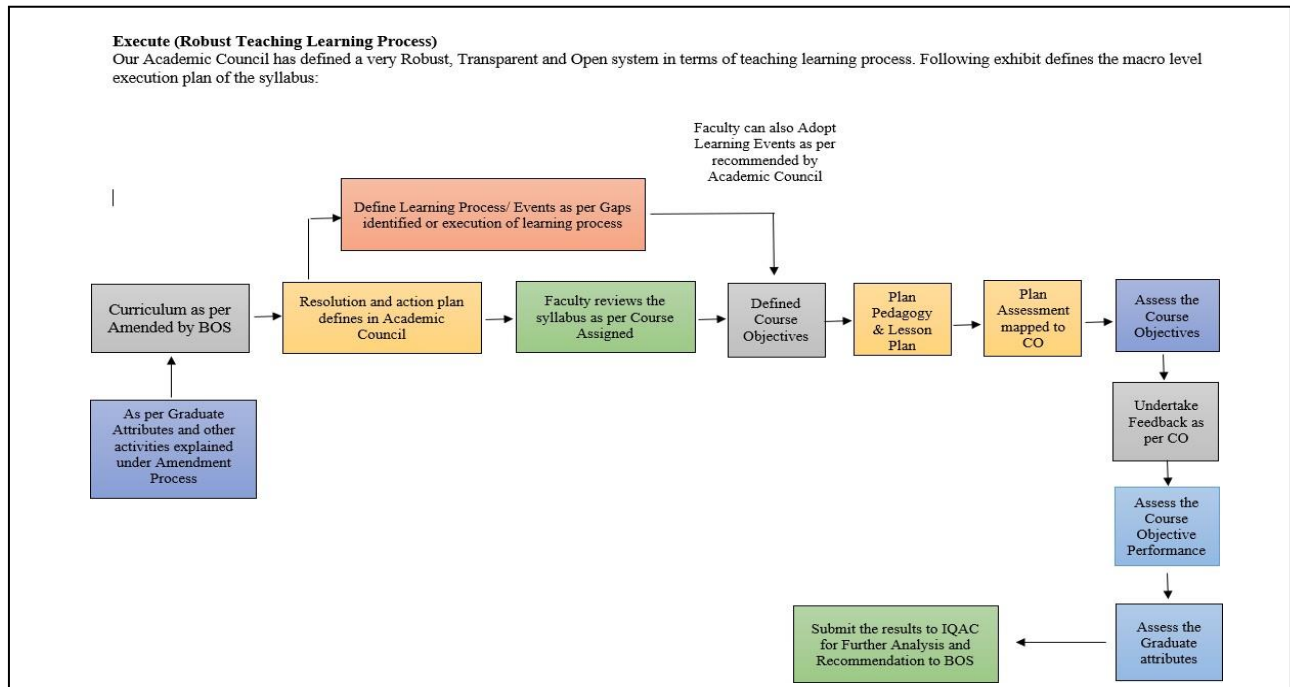 Execute (Robust Teaching Learning Process)
Our Academic Council has defined a very Robust, Transparent and Open system in terms of teaching learning process. Following exhibit defines the macro level
execution plan of the syllabus:
Faculty can also Adopt
Learning Events as per
recommended by
Academic Council
Define Learning Process/ Events as per Gaps
identified or execution of learning process
Curriculum as per
Amended by BOS
Resolution and action plan
defines in Academic
Council
Faculty reviews the
syllabus as per Course
Assigned
Defined
Course
Objectives
Plan
Pedagogy
& Lesson
Plan
Plan
Assessment
mapped to
CO
Assess the
Course
Objectives
As per Graduate
Attributes and other
activities explained
under Amendment
Process
Undertake
Feedback as
per CO
Assess the
Course
Objective
Performance
Assess the
Graduate
attributes
Submit the results to IQAC
for Further Analysis and
Recommendation to BOS